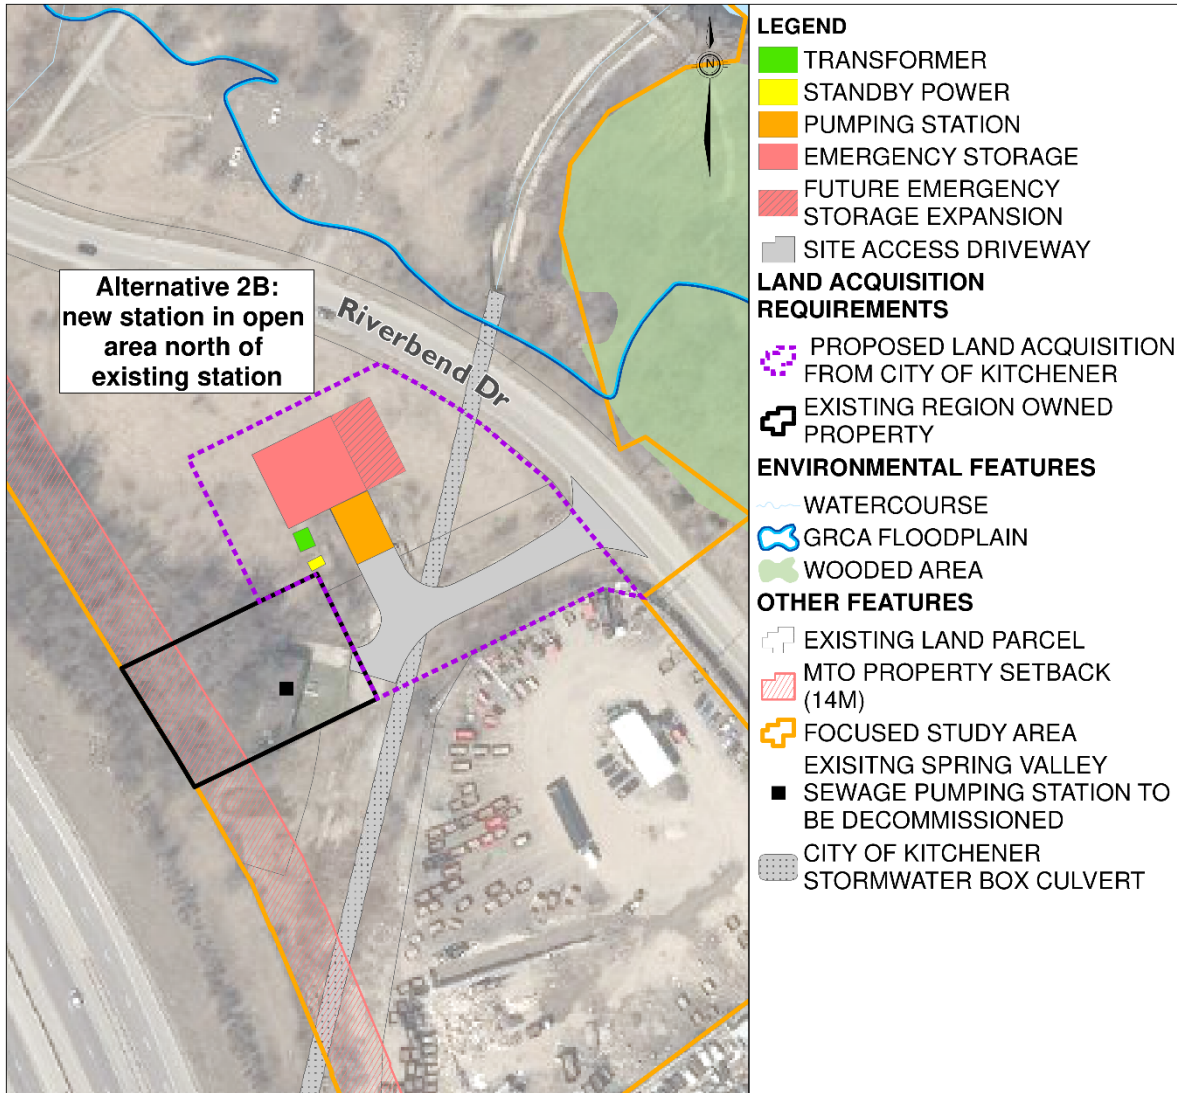 Alternative 2B:
new station in open
area north of
existing station
Riverbend Dr
N
LEGEND
TRANSFORMER
STANDBY POWER
PUMPING STATION
EMERGENCY STORAGE
FUTURE EMERGENCY
STORAGE EXPANSION
SITE ACCESS DRIVEWAY
LAND ACQUISITION
REQUIREMENTS
PROPOSED LAND ACQUISITION
FROM CITY OF KITCHENER
EXISTING REGION OWNED
PROPERTY
ENVIRONMENTAL FEATURES
WATERCOURSE
GRCA FLOODPLAIN
WOODED AREA
OTHER FEATURES
EXISTING LAND PARCEL
MTO PROPERTY SETBACK
(14M)
FOCUSED STUDY AREA
EXISITNG SPRING VALLEY
SEWAGE PUMPING STATION TO
BE DECOMMISSIONED
CITY OF KITCHENER
STORMWATER BOX CULVERT